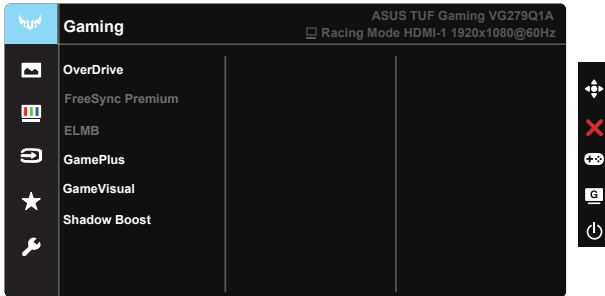 TUF
Gaming
ASUS TUF Gaming VG279Q1A
Racing Mode HDMI-1 1920x1080@60Hz
OverDrive
FreeSync Premium
ELMB
GamePlus
GameVisual
Shadow Boost
G